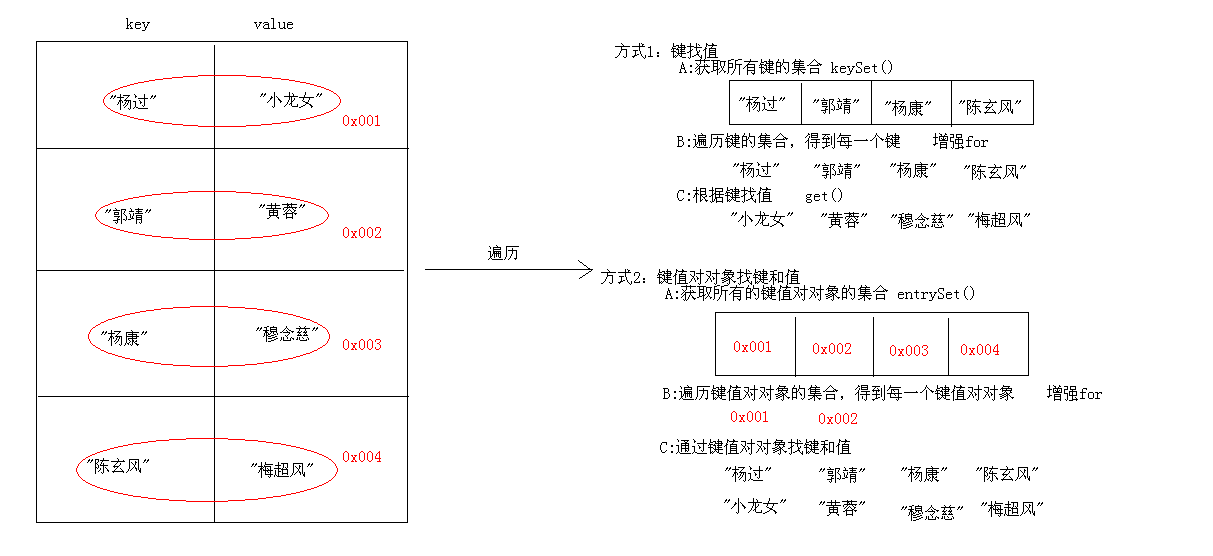 key value
"杨过" "小龙女"
0x001
"郭靖" "黄蓉"
0x002
"杨康" "穆念慈"
0x003
"陈玄风" "梅超风"
0x004
遍历
方式1：键找值
A:获取所有键的集合 keySet()
"杨过" "郭靖" "杨康" "陈玄风"
B:遍历键的集合，得到每一个键 增强for
"杨过" "郭靖" "杨康" "陈玄风"
C:根据键找值 get()
"小龙女" "黄蓉" "穆念慈" "梅超风"
方式2：键值对对象找键和值
A:获取所有的键值对对象的集合 entrySet()
0x001 0x002 0x003 0x004
B:遍历键值对对象的集合，得到每一个键值对对象 增强for
0x001 0x002
C:通过键值对对象找键和值
"杨过" "郭靖" "杨康" "陈玄风"
"小龙女" "黄蓉" "穆念慈" "梅超风"